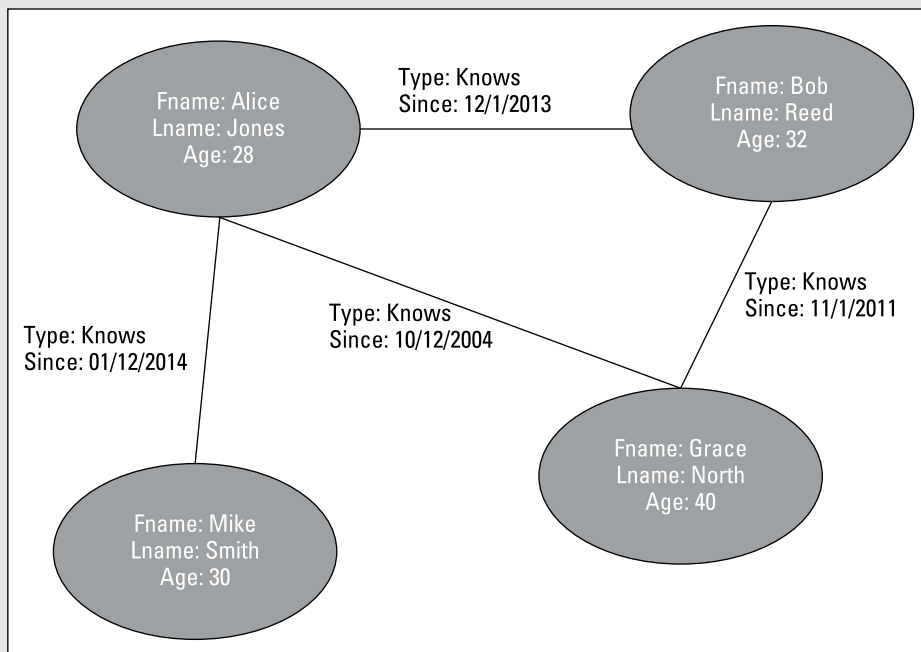 Fname: Alice
Lname: Jones
Age: 28
Type: Knows
Since: 12/1/2013
Fname: Bob
Lname: Reed
Age: 32
Type: Knows
Since: 01/12/2014
Type: Knows
Since: 10/12/2004
Type: Knows
Since: 11/1/2011
Fname: Mike
Lname: Smith
Age: 30
Fname: Grace
Lname: North
Age: 40